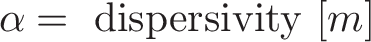 α = dispersivity [m]